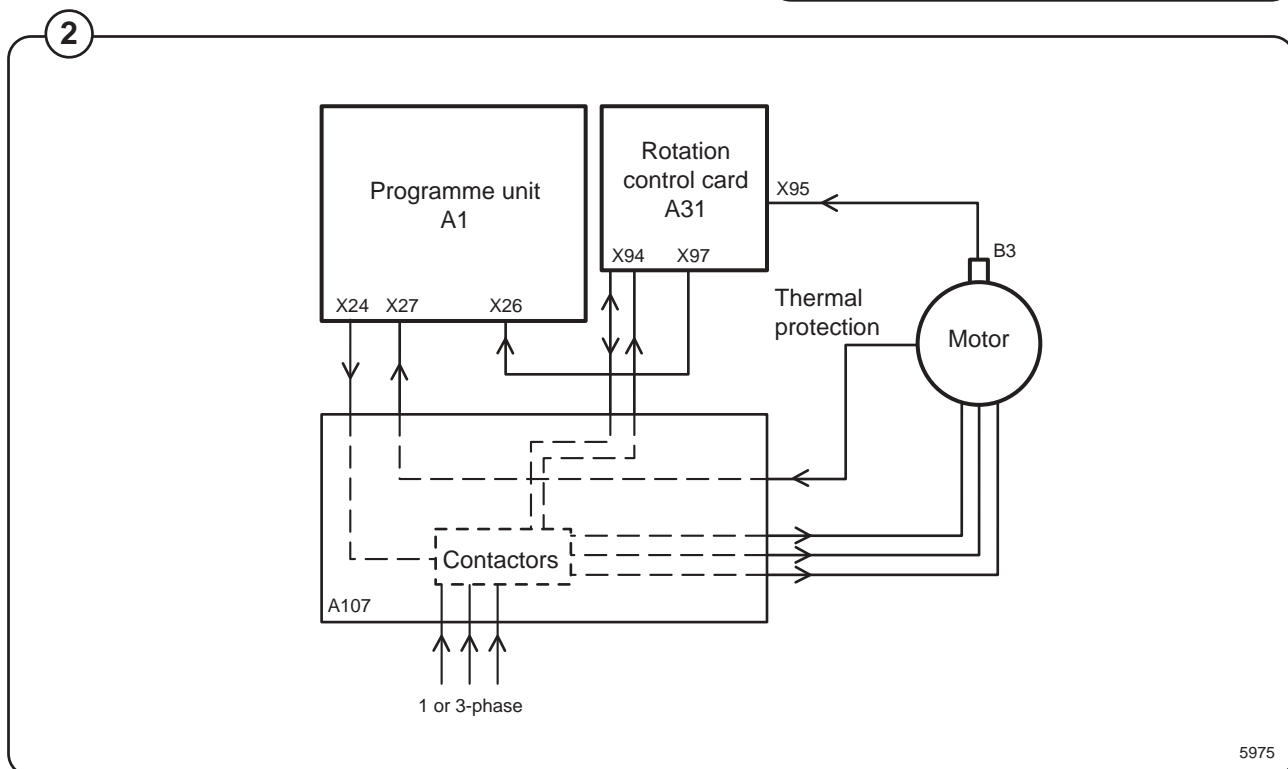 2
Programme unit
A1
Rotation
control card
A31
X95
X94 X97
B3
X24 X27 X26
Thermal
protection
Motor
Contactors
A107
1 or 3-phase
5975